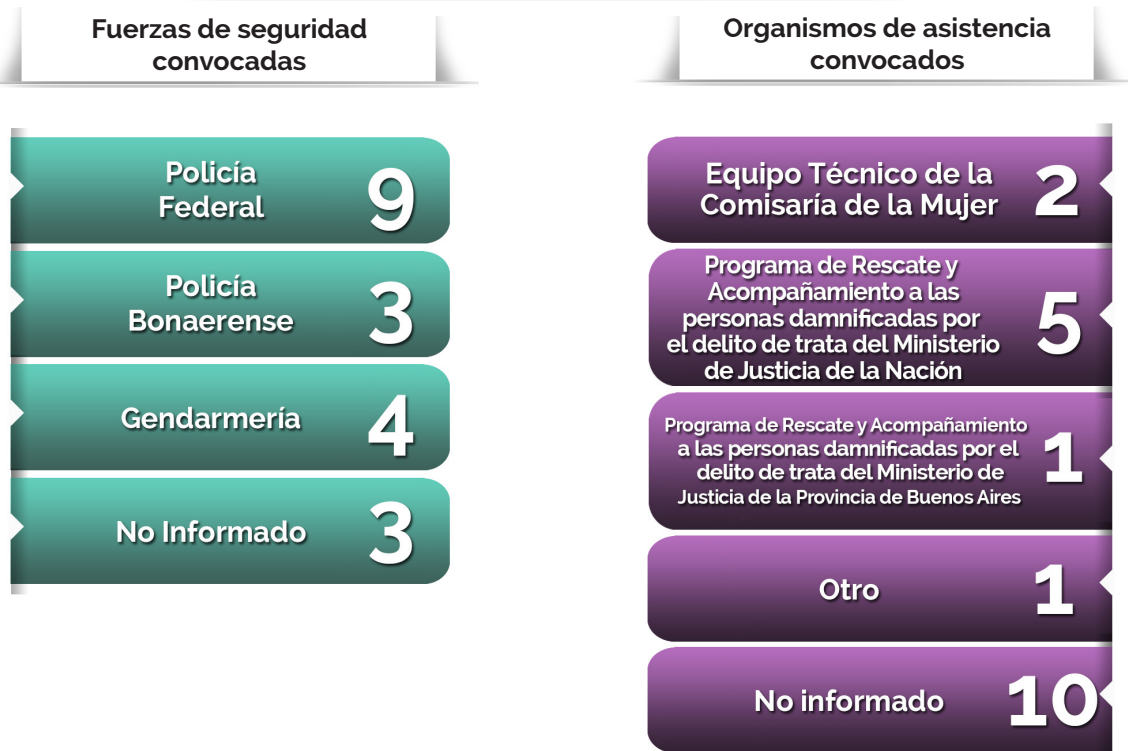 Fuerzas de seguridad
convocadas
Policía
Federal
9
Policía
Bonaerense
3
Gendarmería
4
No Informado
3
Organismos de asistencia
convocados
Equipo Técnico de la
Comisaría de la Mujer
2
Programa de Rescate y
Acompañamiento a las
personas damnificadas por
el delito de trata del Ministerio
de Justicia de la Nación
5
Programa de Rescate y Acompañamiento
a las personas damnificadas por el
delito de trata del Ministerio de
Justicia de la Provincia de Buenos Aires
1
Otro
1
No informado
10